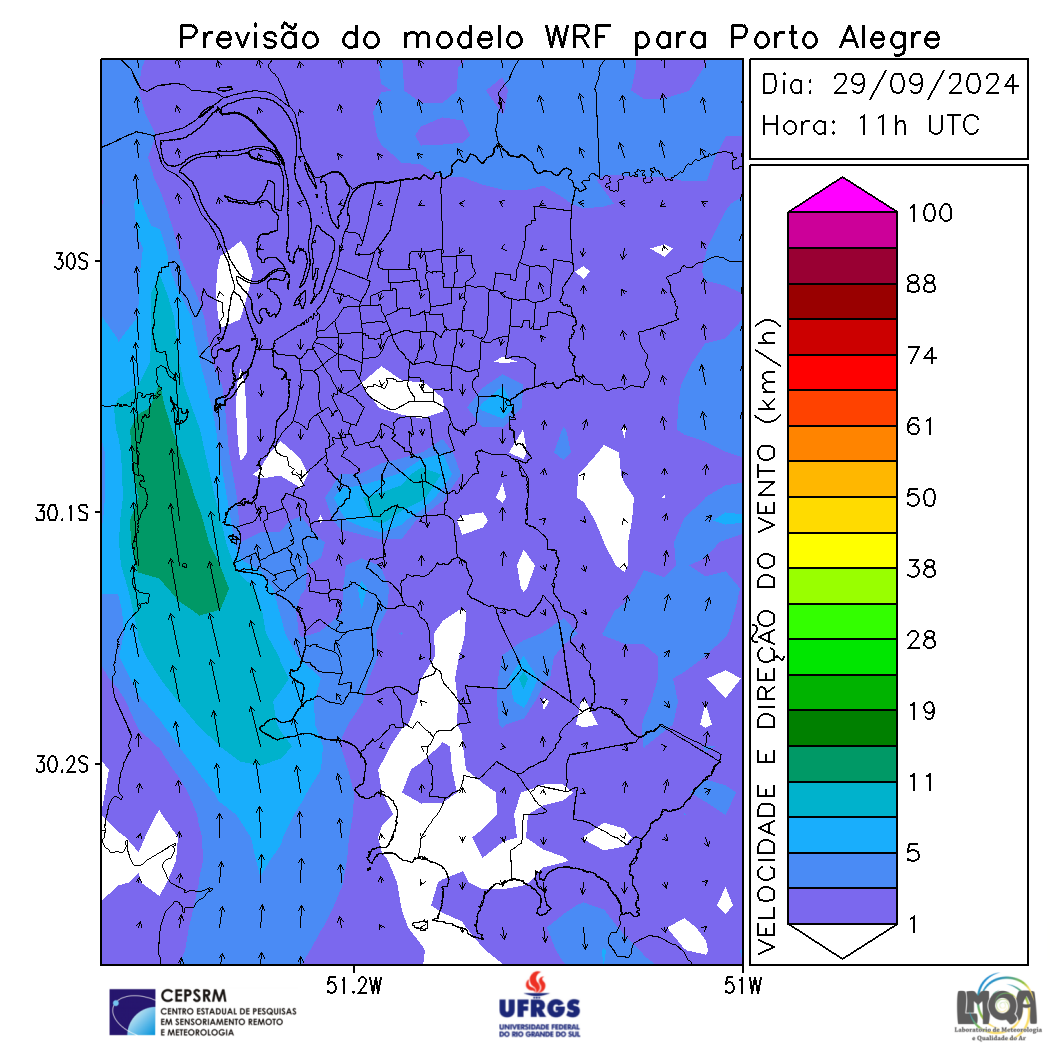 Previsão do modelo WRF para Porto Alegre
Dia: 29/09/2024
Hora: 11h UTC
30S
30.1S
30.2S
51.2W
51W
VELOCIDADE E DIREÇÃO DO VENTO (km/h)
100
88
74
61
50
38
28
19
11
5
1
CEPSRM
CENTRO ESTADUAL DE PESQUISAS
EM SENSORIAMENTO REMOTO
E METEOROLOGIA
UFRGS
UNIVERSIDADE FEDERAL
DO RIO GRANDE DO SUL
LMQA
Laboratório de Meteorologia
e Qualidade do Ar